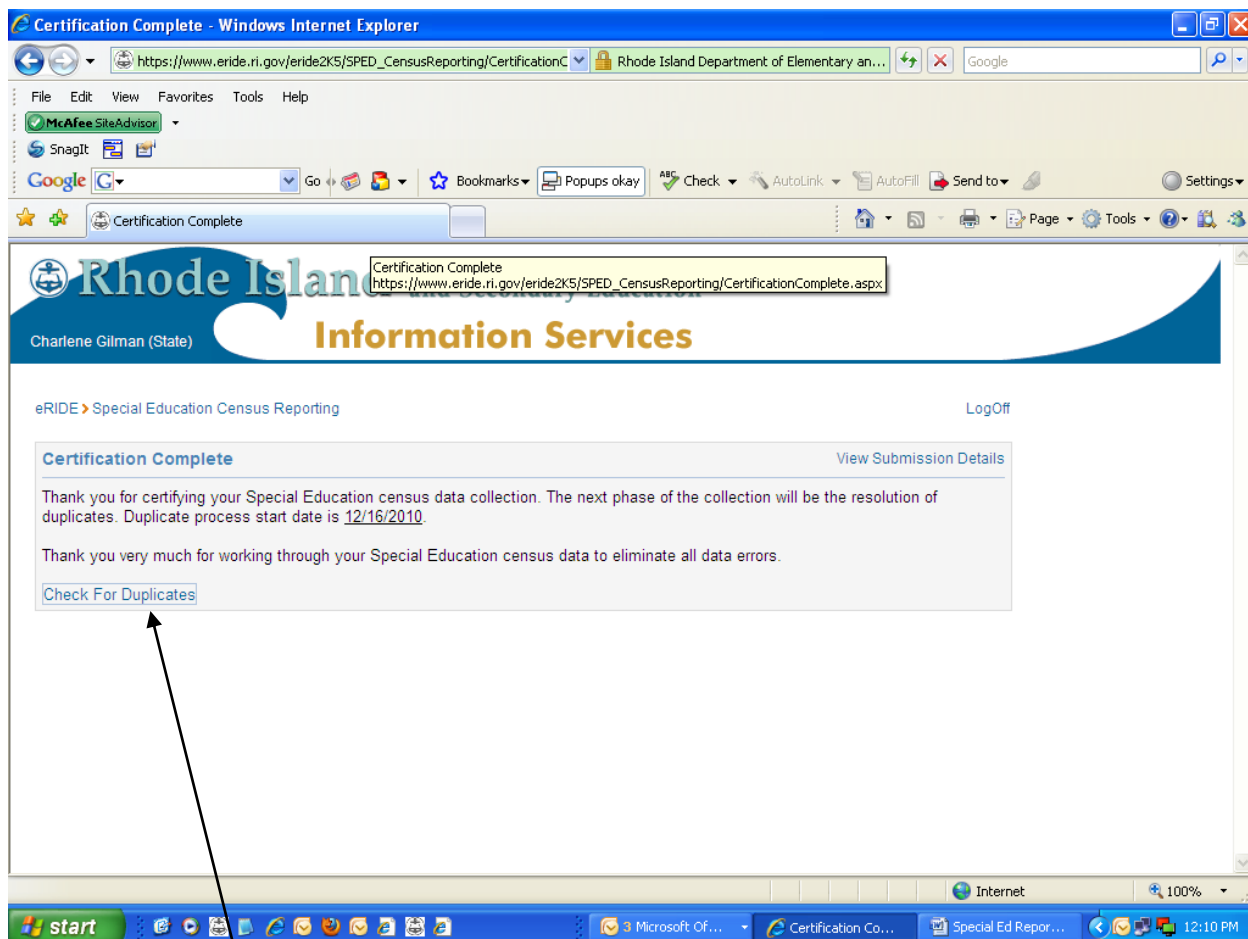 Certification Complete - Windows Internet Explorer
https://www.eride.ri.gov/eride2K5/SPED_CensusReporting/CertificationC Rhode Island Department of Elementary an... Google
File Edit View Favorites Tools Help
McAfee SiteAdvisor
SnagIt
Google G Go Bookmarks Popups okay ABC Check AutoLink AutoFill Send to Settings
Certification Complete Page Tools
Rhode Islan
Certification Complete
https://www.eride.ri.gov/eride2K5/SPED_CensusReporting/CertificationComplete.aspx
Charlene Gilman (State) Information Services
eRIDE > Special Education Census Reporting LogOff
Certification Complete View Submission Details
Thank you for certifying your Special Education census data collection. The next phase of the collection will be the resolution of
duplicates. Duplicate process start date is 12/16/2010.
Thank you very much for working through your Special Education census data to eliminate all data errors.
Check For Duplicates
Internet 100%
start 3 Microsoft Of... Certification Co... Special Ed Repor... 12:10 PM